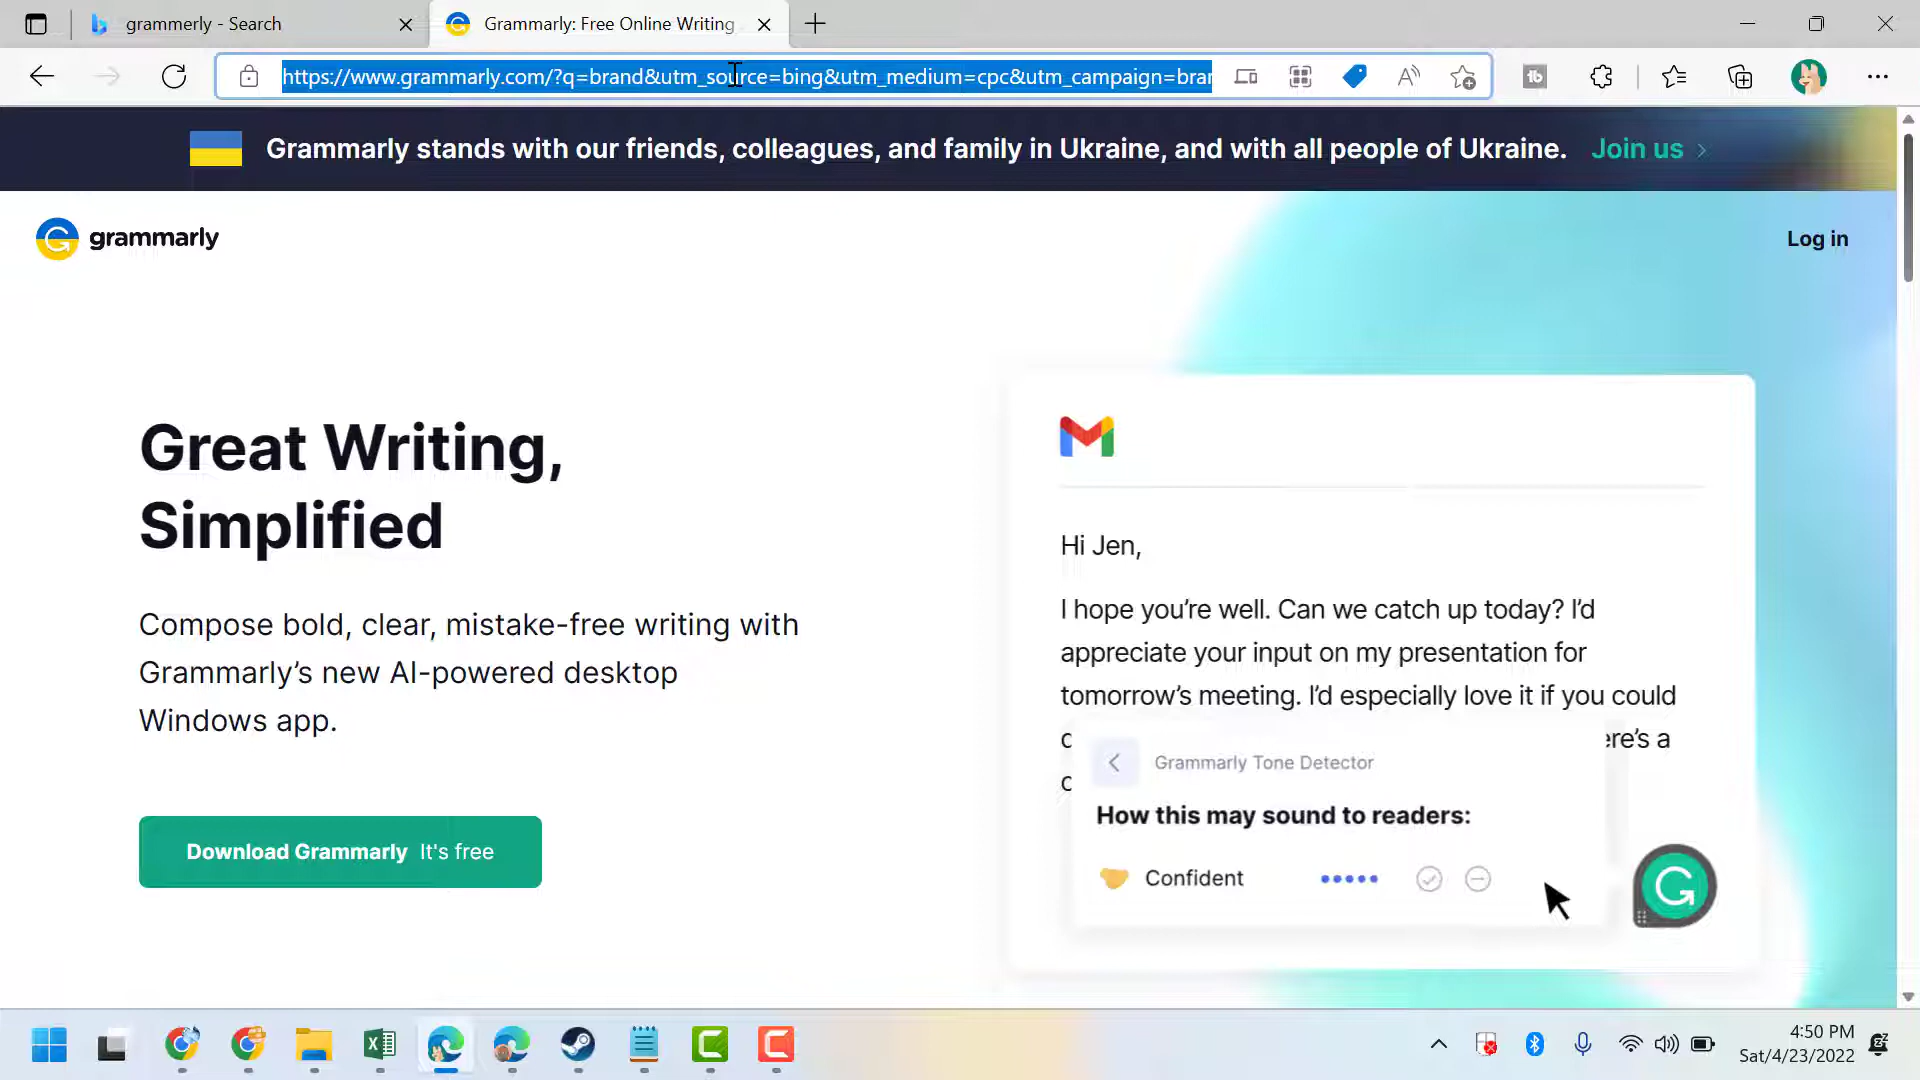 grammerly - Search
Grammarly: Free Online Writing
https://www.grammarly.com/?q=brand&utm_source=bing&utm_medium=cpc&utm_campaign=bran
Grammarly stands with our friends, colleagues, and family in Ukraine, and with all people of Ukraine. Join us
grammarly
Log in
Great Writing,
Simplified
Compose bold, clear, mistake-free writing with
Grammarly's new AI-powered desktop
Windows app.
Download Grammarly It's free
Hi Jen,
I hope you're well. Can we catch up today? I'd
appreciate your input on my presentation for
tomorrow's meeting. I'd especially love it if you could
ere's a
Grammarly Tone Detector
How this may sound to readers:
Confident
4:50 PM
Sat/4/23/2022